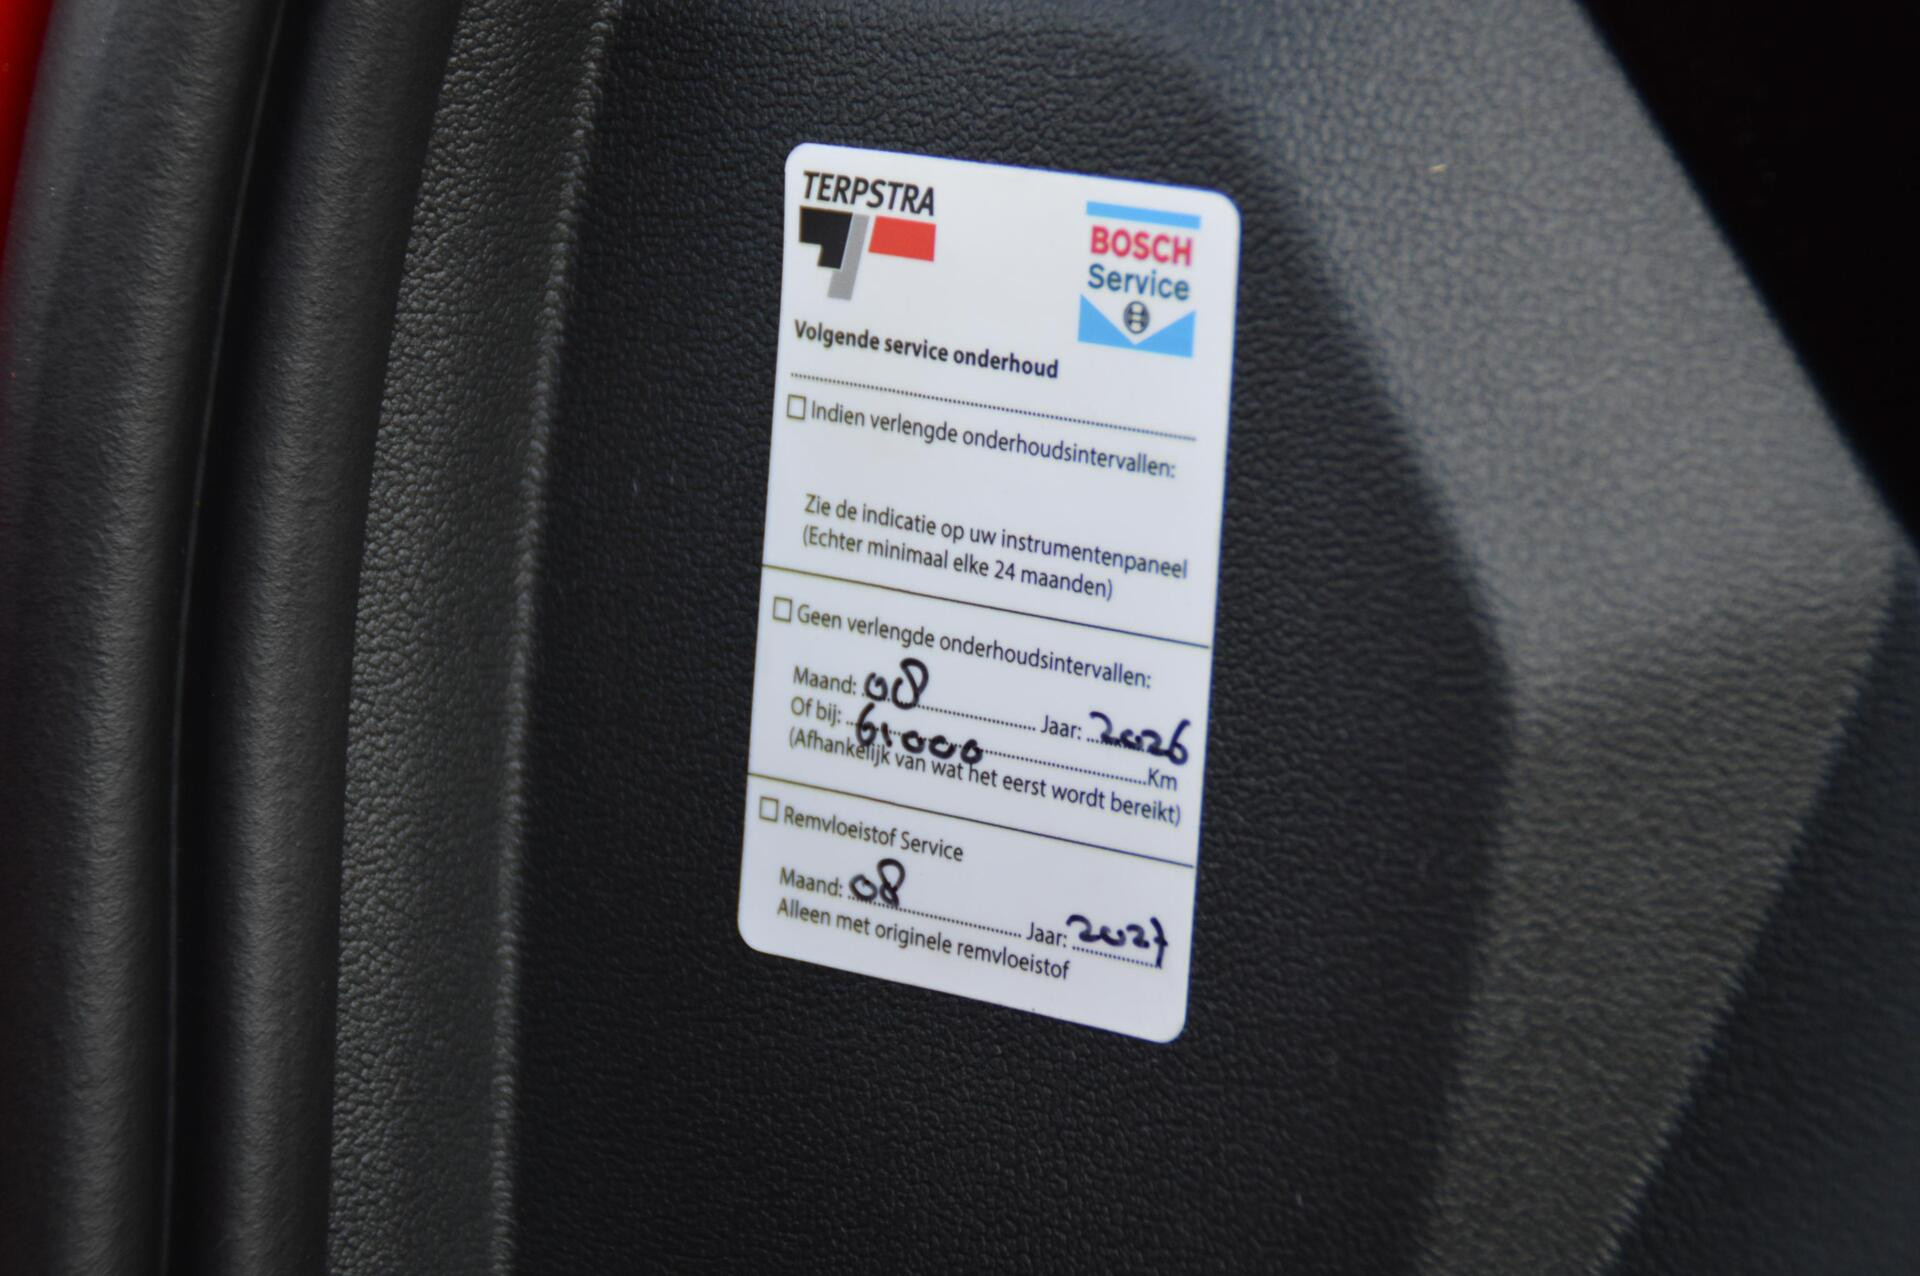 TERPSTRA
BOSCH
Service
Volgende service onderhoud
Indien verlengde onderhoudsintervallen:
Zie de indicatie op uw instrumentenpaneel
(Echter minimaal elke 24 maanden)
Geen verlengde onderhoudsintervallen:
Maand: 08 Jaar: 2026
Of bij: 61000 Km
(Afhankelijk van wat het eerst wordt bereikt)
Remvloeistof Service
Maand: 08 Jaar: 2027
Alleen met originele remvloeistof